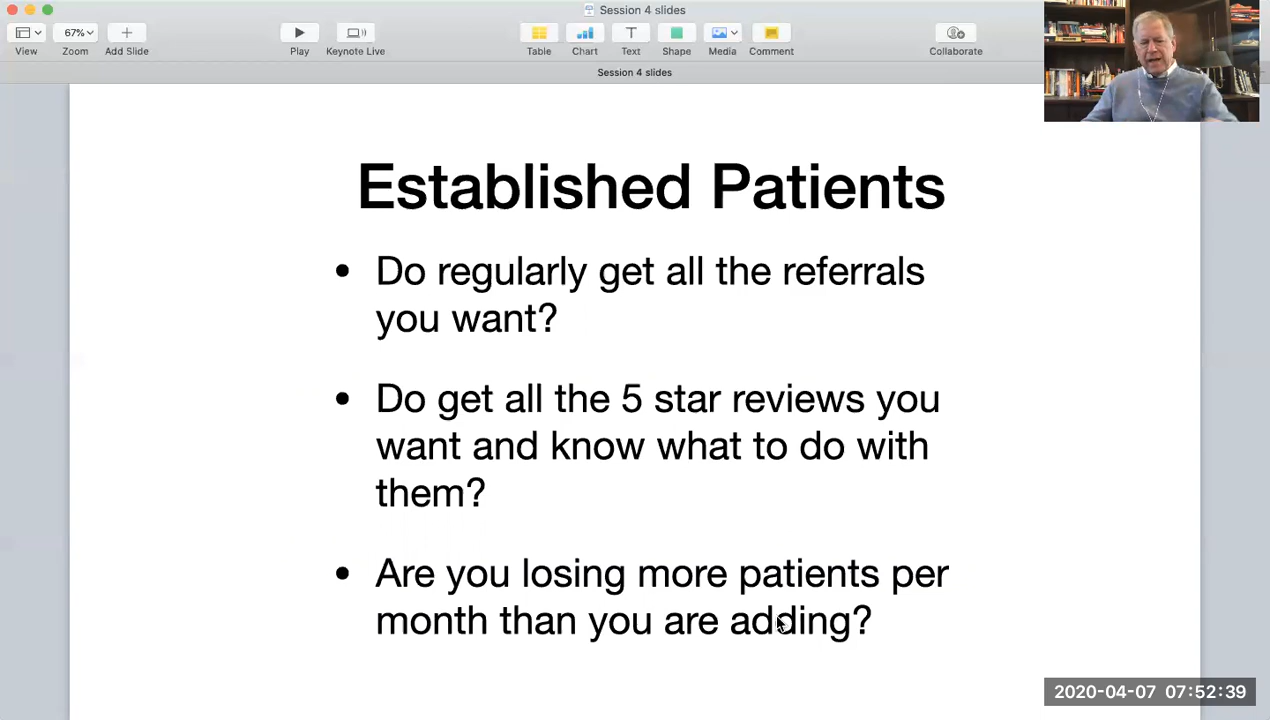 Session 4 slides
67%
View
Zoom
Add Slide
Play
Keynote Live
Table
Chart
T
Text
Shape
Media
Comment
Collaborate
Session 4 slides
Established Patients
• Do regularly get all the referrals
you want?
• Do get all the 5 star reviews you
want and know what to do with
them?
• Are you losing more patients per
month than you are adding?
2020-04-07 07:52:39